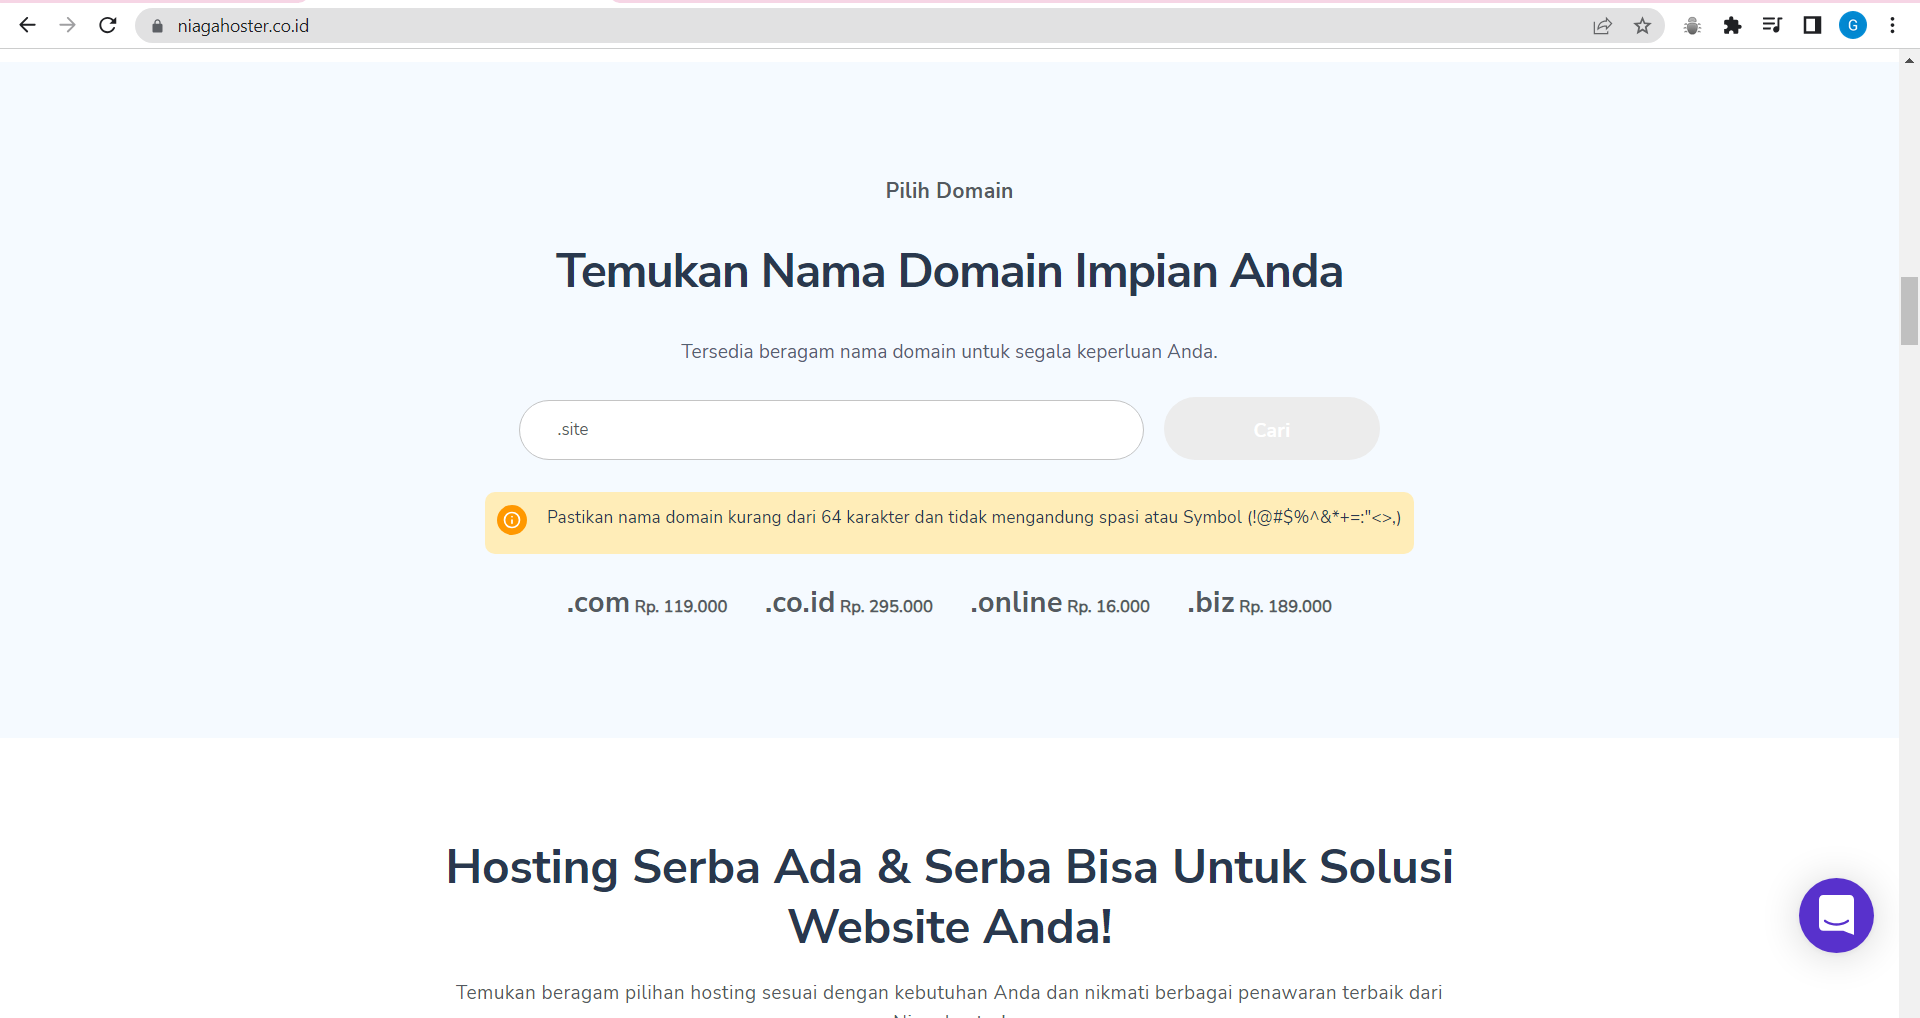 niagahoster.co.id
G
Pilih Domain
Temukan Nama Domain Impian Anda
Tersedia beragam nama domain untuk segala keperluan Anda.
.site
Cari
Pastikan nama domain kurang dari 64 karakter dan tidak mengandung spasi atau Symbol (!@#$%^&*+=:"<>,)
.com Rp. 119.000 .co.id Rp. 295.000 .online Rp. 16.000 .biz Rp. 189.000
Hosting Serba Ada & Serba Bisa Untuk Solusi
Website Anda!
Temukan beragam pilihan hosting sesuai dengan kebutuhan Anda dan nikmati berbagai penawaran terbaik dari